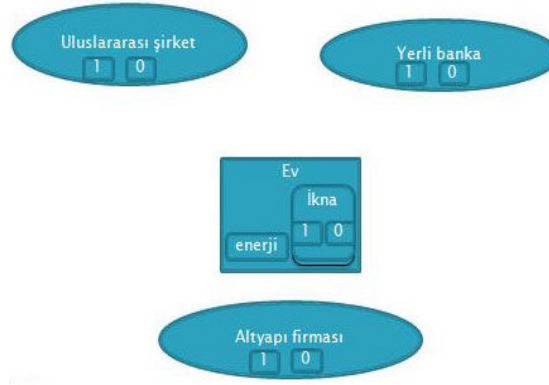 Uluslararası şirket
1 0
Yerli banka
1 0
Ev
İkna
1 0
enerji
Altyapı firması
1 0